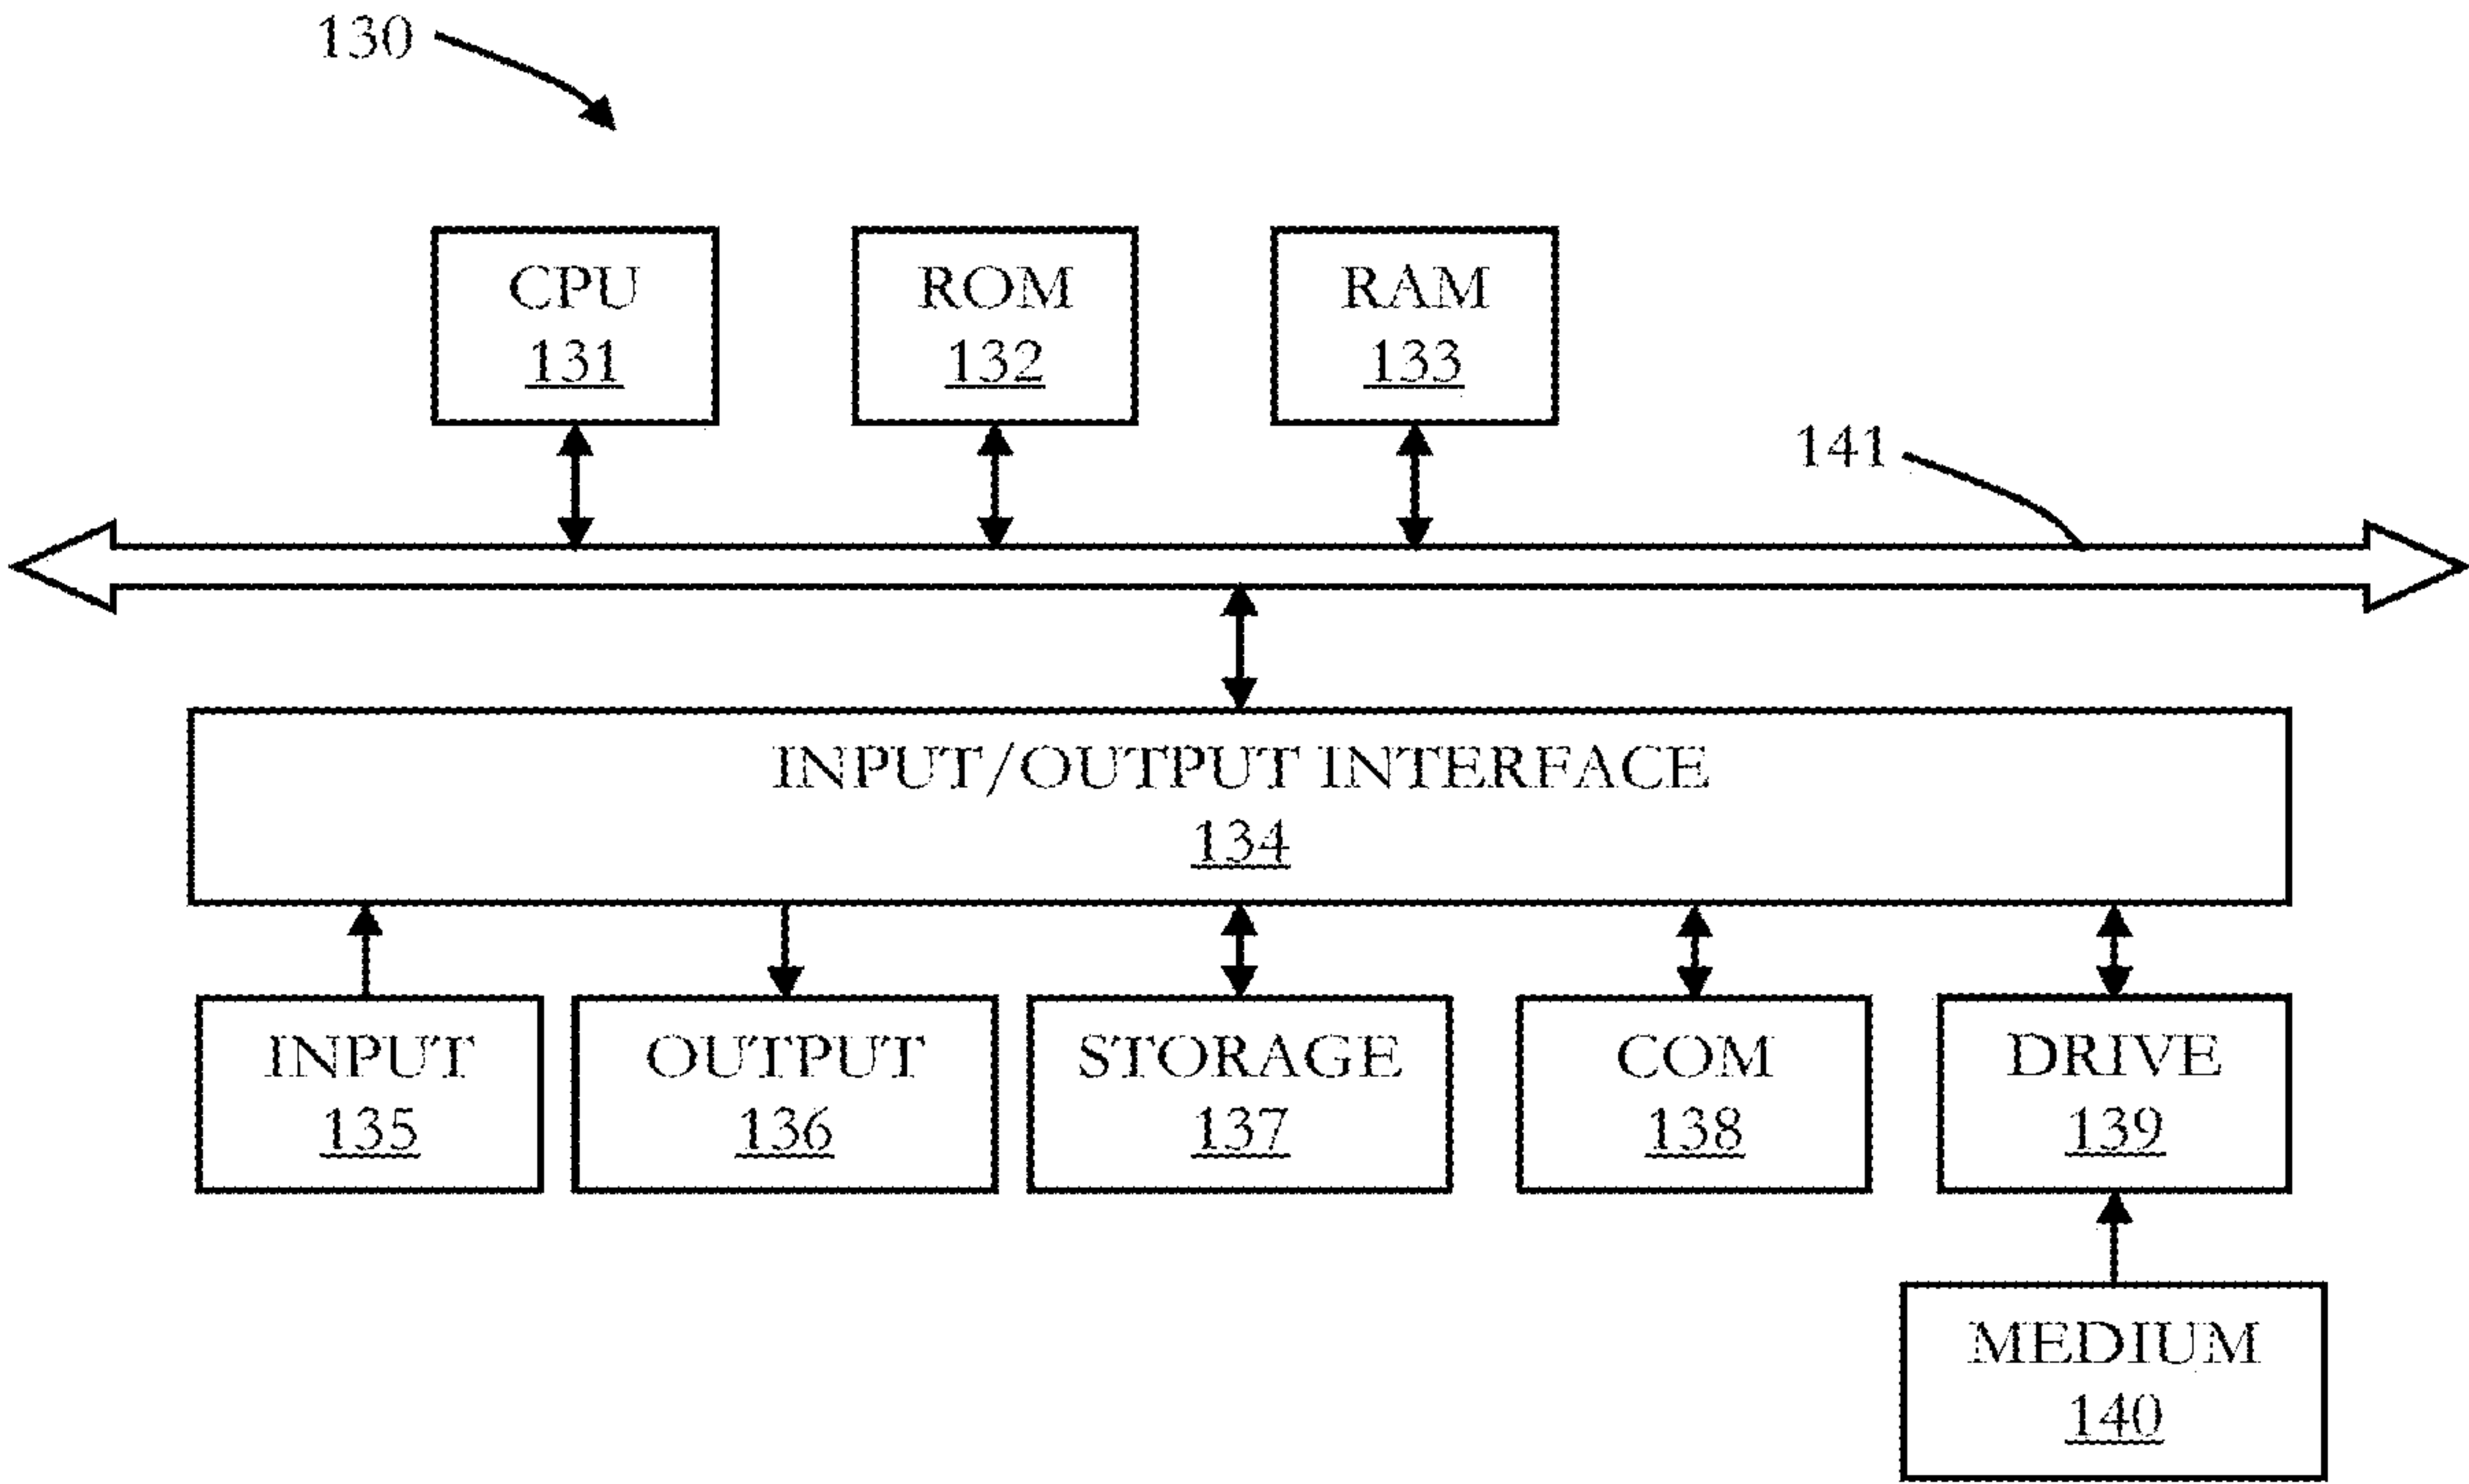 130
CPU
131
ROM
132
RAM
133
141
INPUT/OUTPUT INTERFACE
134
INPUT
135
OUTPUT
136
STORAGE
137
COM
138
DRIVE
139
MEDIUM
140